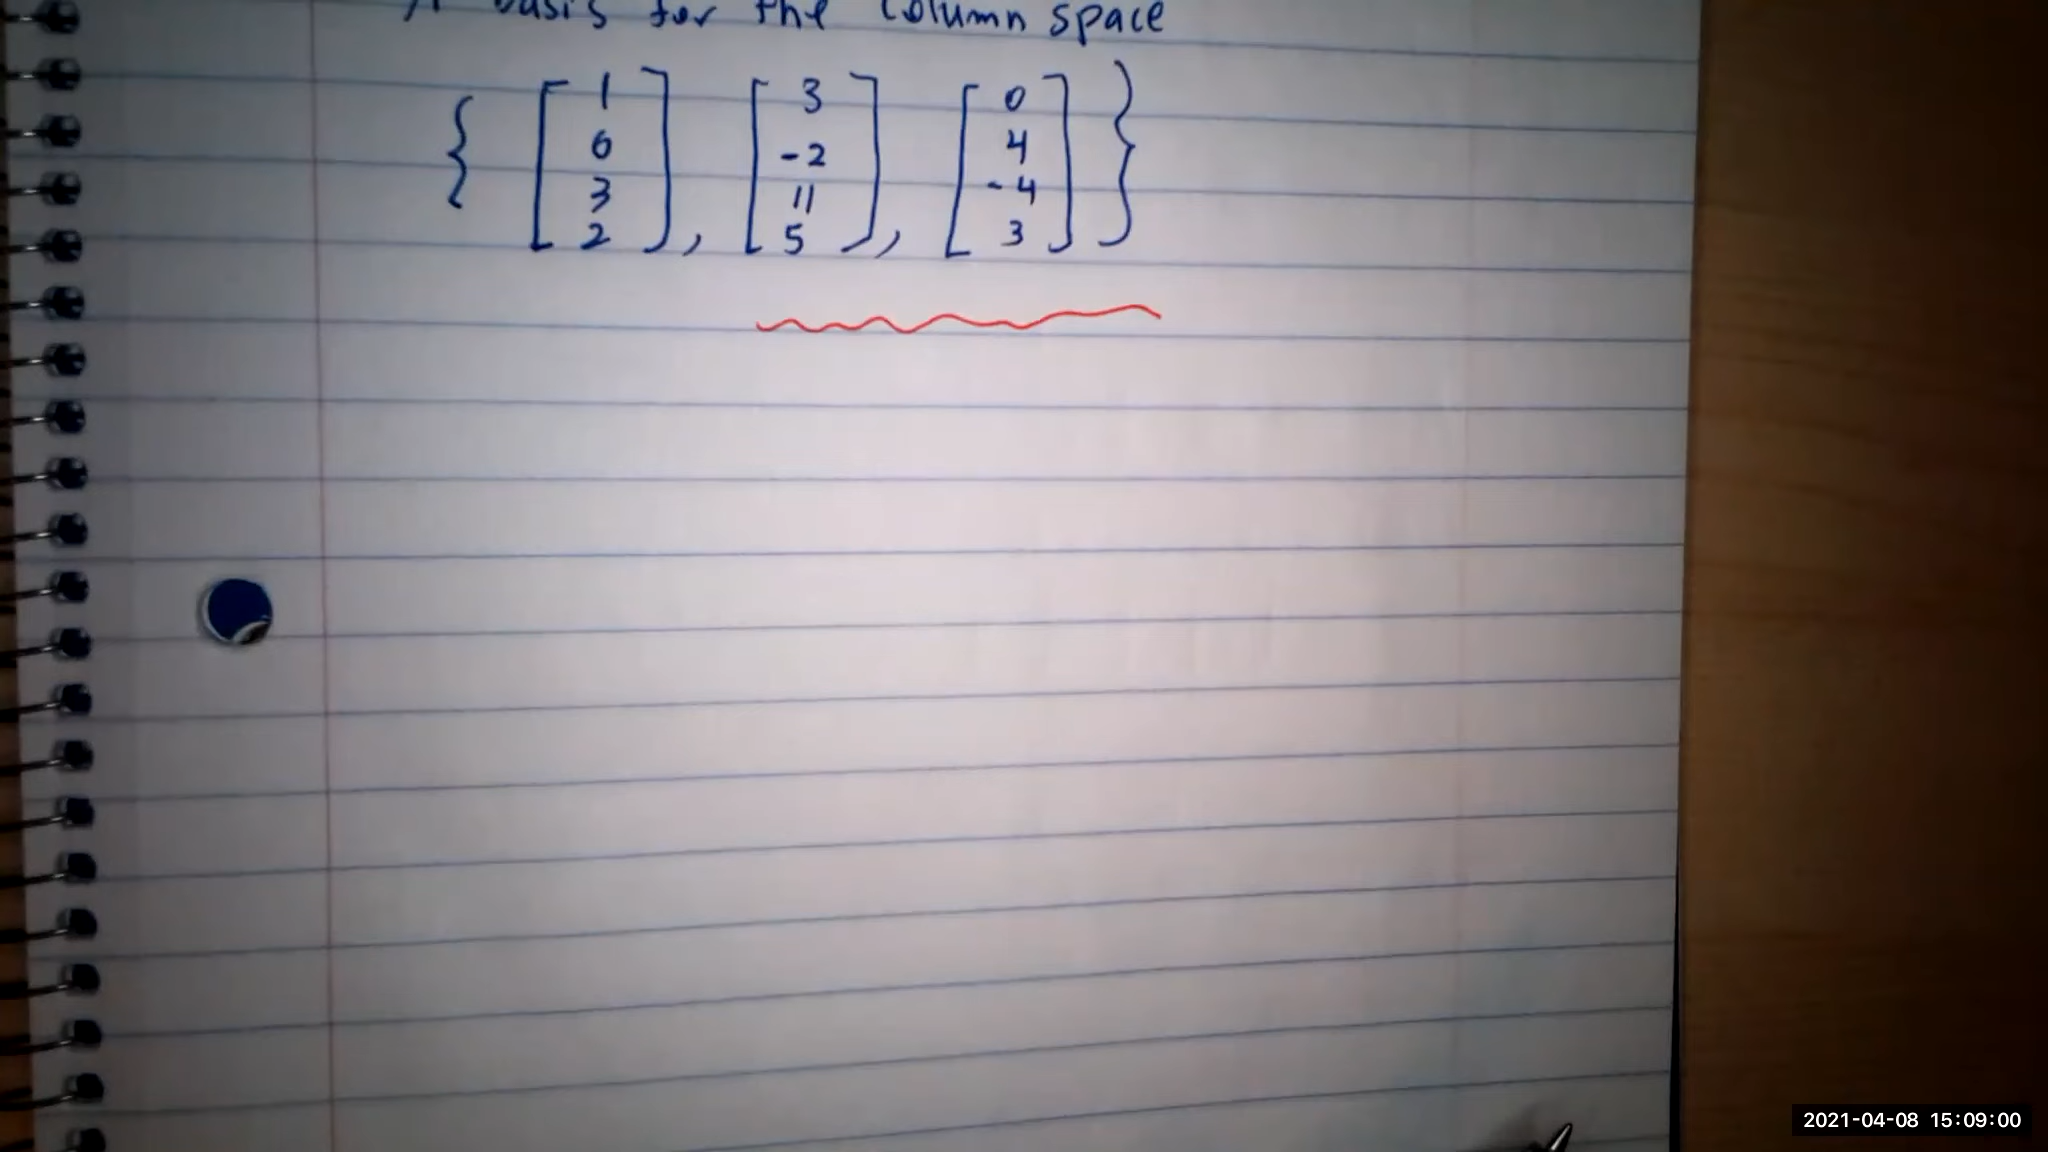 A basis for the column space
{ [ 1 ] , [ 3 ] , [ 0 ] }
0 -2 4
3 11 -4
2 5 3
2021-04-08 15:09:00